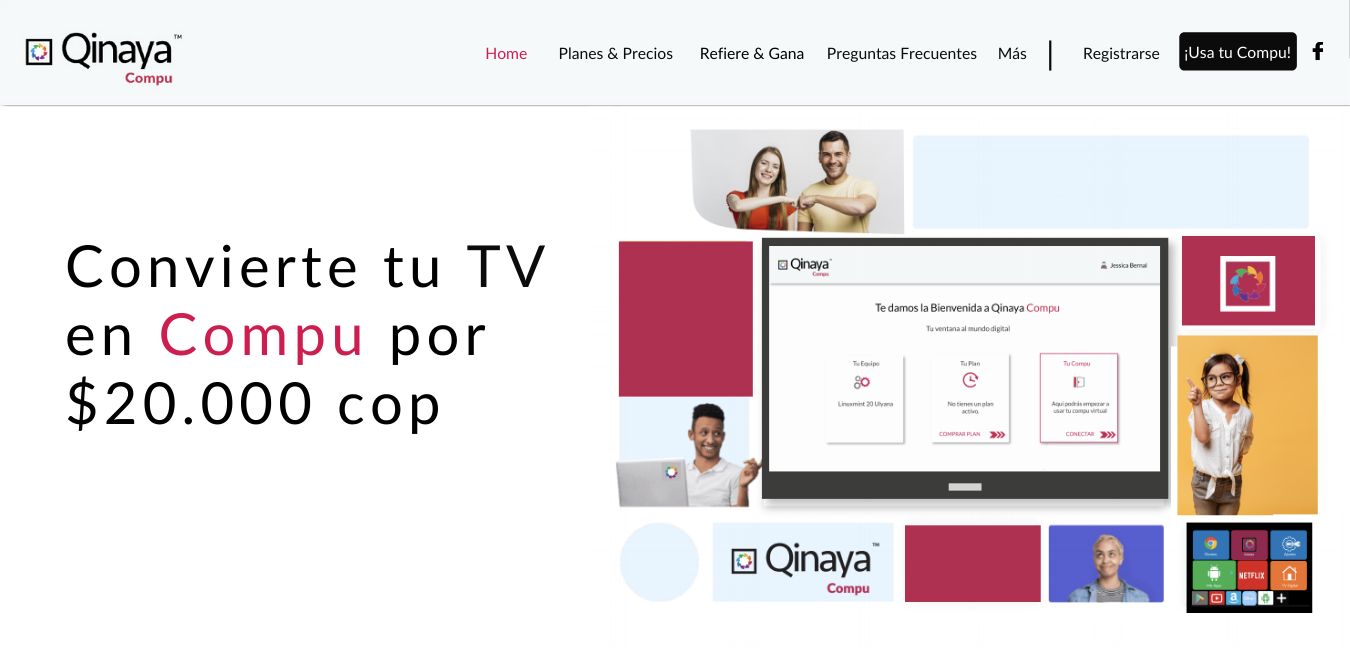 Qinaya™
Compu
Home
Planes & Precios
Refiere & Gana
Preguntas Frecuentes
Más
Registrarse
¡Usa tu Compu!
Convierte tu TV
en Compu por
$20.000 cop
Qinaya
Compu
Jessica Bernal
Te damos la Bienvenida a Qinaya Compu
Tu ventana al mundo digital
Tu Equipo
Linuxmint 20 Ulyana
Tu Plan
No tienes un plan
activo.
COMPRAR PLAN
Tu Compu
Aquí podrás empezar a
usar tu compu virtual
CONECTAR
Qinaya™
Compu
NETFLIX